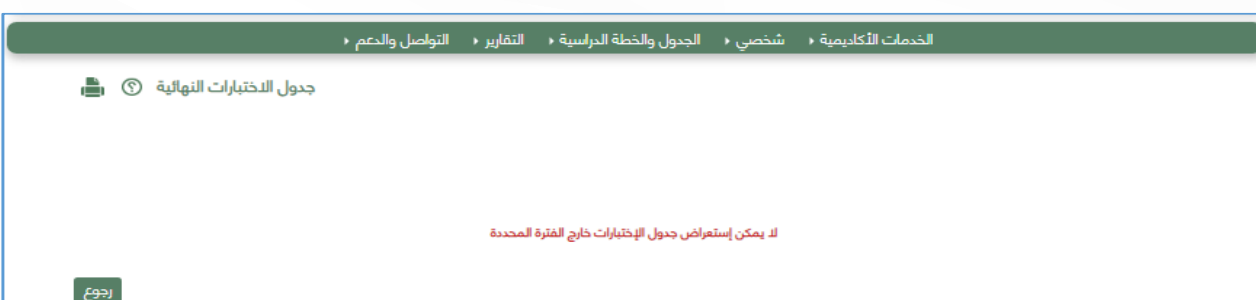 الخدمات الأكاديمية شخصي الجدول والخطة الدراسية التقارير التواصل والدعم
جدول الاختبارات النهائية
لا يمكن إستعراض جدول الإختبارات خارج الفترة المحددة
رجوع